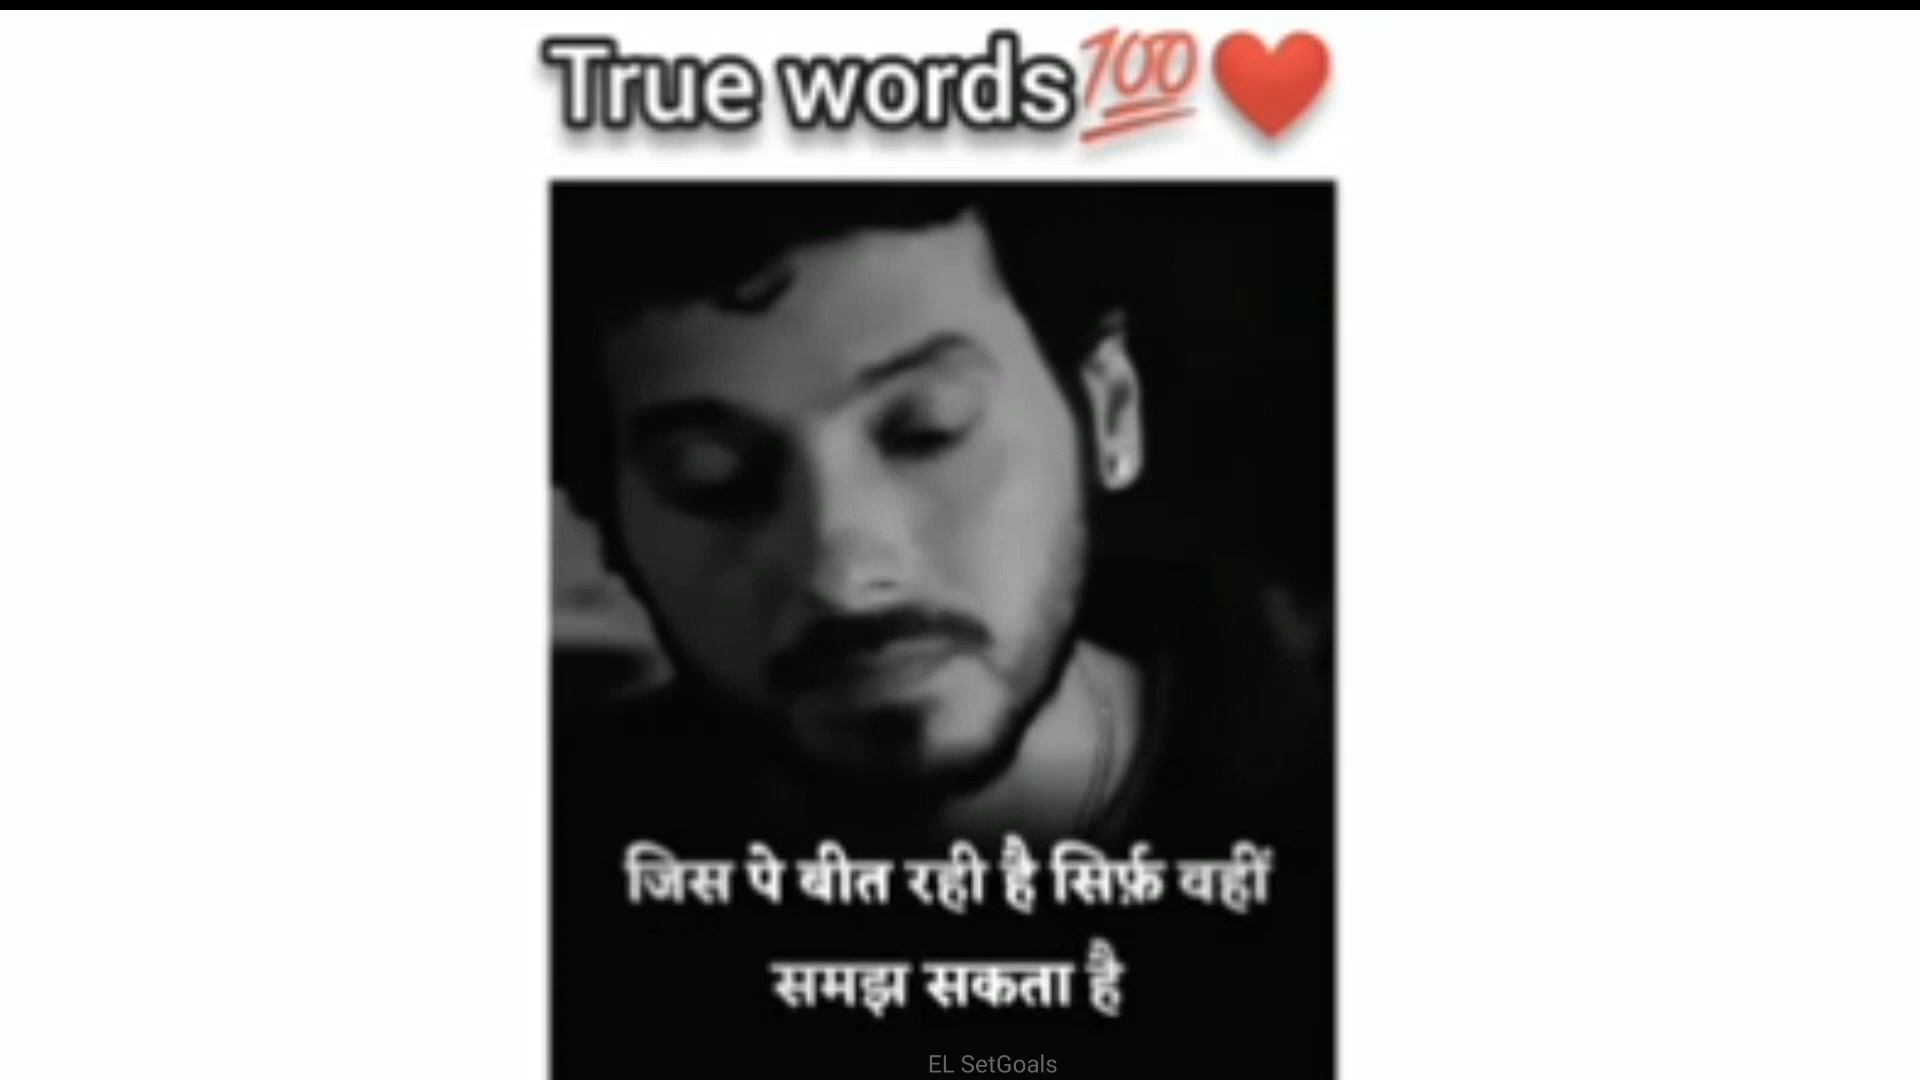 True words💯❤️
जिस पे बीत रही है सिर्फ़ वहीं
समझ सकता है
EL SetGoals